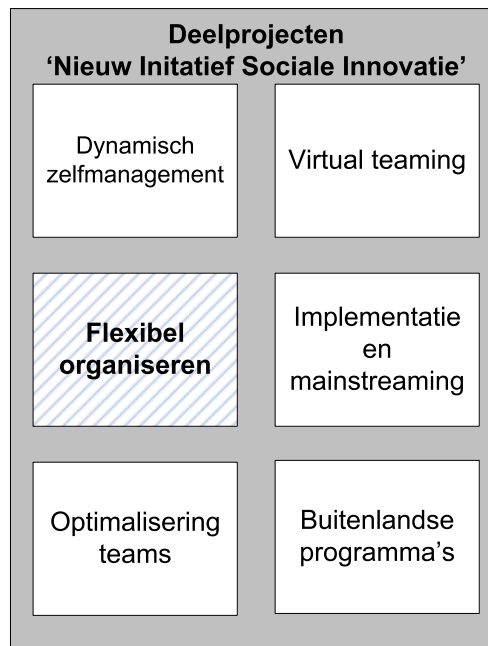 Deelprojecten
‘Nieuw Initatief Sociale Innovatie’
Dynamisch
zelfmanagement
Virtual teaming
Flexibel
organiseren
Implementatie
en
mainstreaming
Optimalisering
teams
Buitenlandse
programma’s